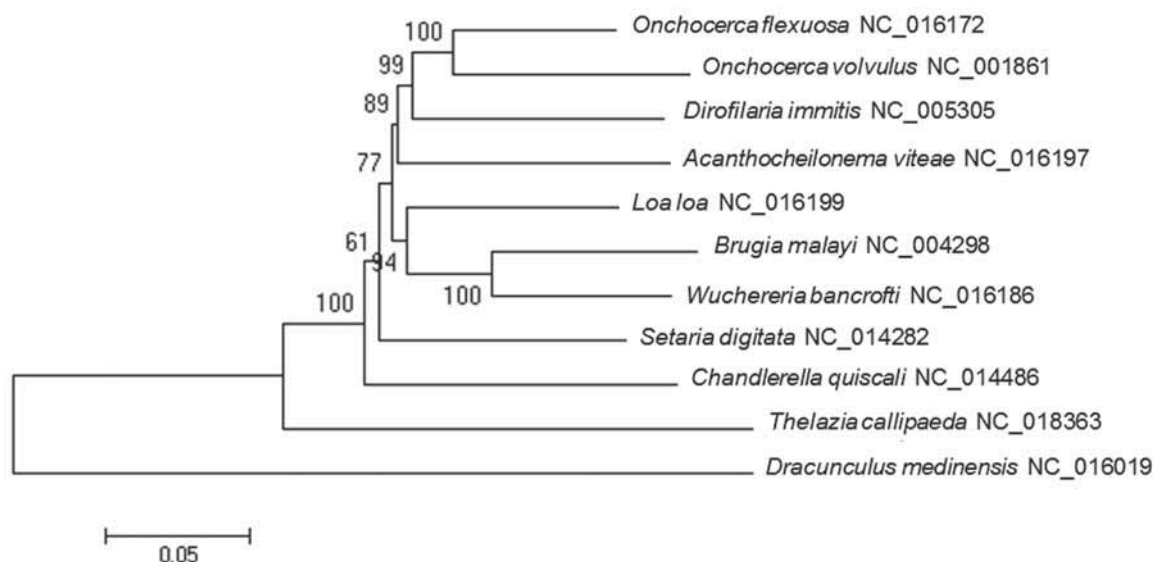 100
Onchocerca flexuosa NC_016172
99
Onchocerca volvulus NC_001861
89
Dirofilaria immitis NC_005305
77
Acanthocheilonema viteae NC_016197
Loa loa NC_016199
61
94
Brugia malayi NC_004298
100
100
Wuchereria bancrofti NC_016186
Setaria digitata NC_014282
Chandlerella quiscali NC_014486
Thelazia callipaeda NC_018363
Dracunculus medinensis NC_016019
0.05